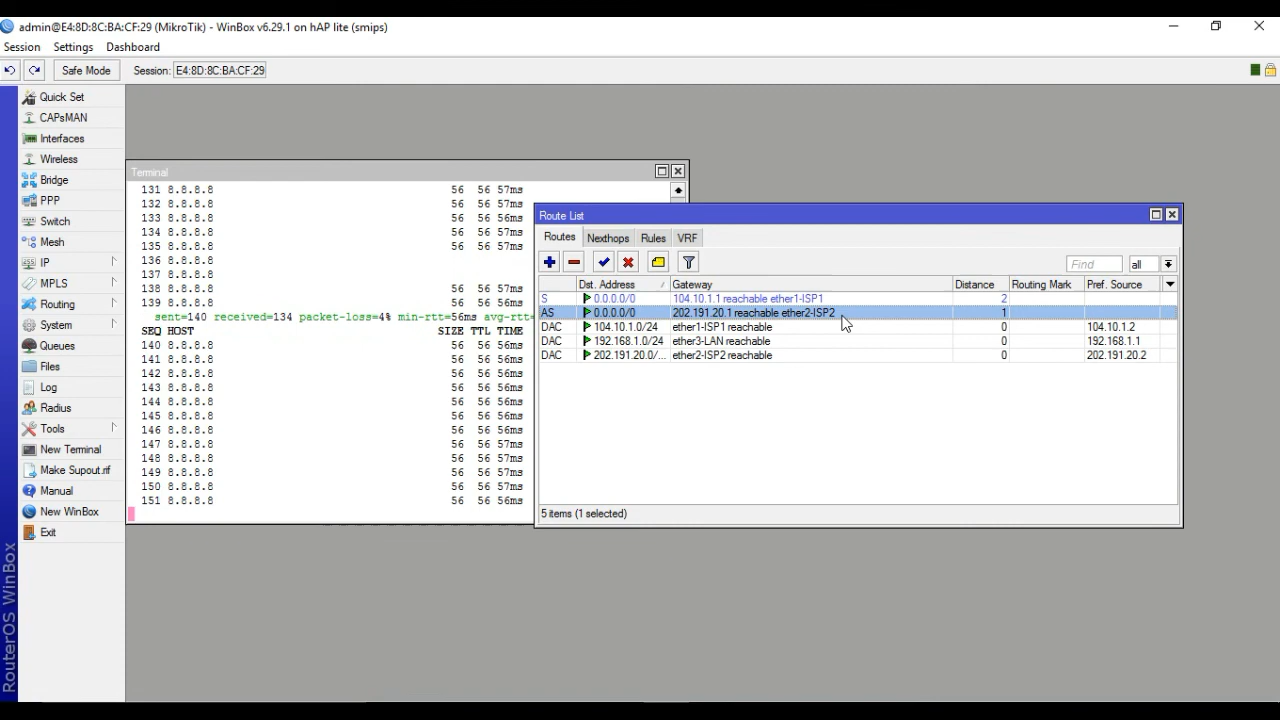 admin@E4:8D:8C:BA:CF:29 (MikroTik) - WinBox v6.29.1 on hAP lite (smips)
Session Settings Dashboard
Safe Mode Session: E4:8D:8C:BA:CF:29
Quick Set
CAPsMAN
Interfaces
Wireless
Bridge
PPP
Switch
Mesh
IP
MPLS
Routing
System
Queues
Files
Log
Radius
Tools
New Terminal
Make Supout.rif
Manual
New WinBox
Exit
RouterOS WinBox
Terminal
131 8.8.8.8 56 56 57ms
132 8.8.8.8 56 56 57ms
133 8.8.8.8 56 56 56ms
134 8.8.8.8 56 56 57ms
135 8.8.8.8 56 56 57ms
136 8.8.8.8
137 8.8.8.8
138 8.8.8.8 56 56 57ms
139 8.8.8.8 56 56 56ms
sent=140 received=134 packet-loss=4% min-rtt=56ms avg-rtt=
SEQ HOST SIZE TTL TIME
140 8.8.8.8 56 56 56ms
141 8.8.8.8 56 56 56ms
142 8.8.8.8 56 56 56ms
143 8.8.8.8 56 56 56ms
144 8.8.8.8 56 56 56ms
145 8.8.8.8 56 56 56ms
146 8.8.8.8 56 56 56ms
147 8.8.8.8 56 56 57ms
148 8.8.8.8 56 56 57ms
149 8.8.8.8 56 56 57ms
150 8.8.8.8 56 56 57ms
151 8.8.8.8 56 56 56ms
Route List
Routes Nexthops Rules VRF
Find all
Dst. Address Gateway Distance Routing Mark Pref. Source
S 0.0.0.0/0 104.10.1.1 reachable ether1-ISP1 2
AS 0.0.0.0/0 202.191.20.1 reachable ether2-ISP2 1
DAC 104.10.1.0/24 ether1-ISP1 reachable 0 104.10.1.2
DAC 192.168.1.0/24 ether3-LAN reachable 0 192.168.1.1
DAC 202.191.20.0/... ether2-ISP2 reachable 0 202.191.20.2
5 items (1 selected)